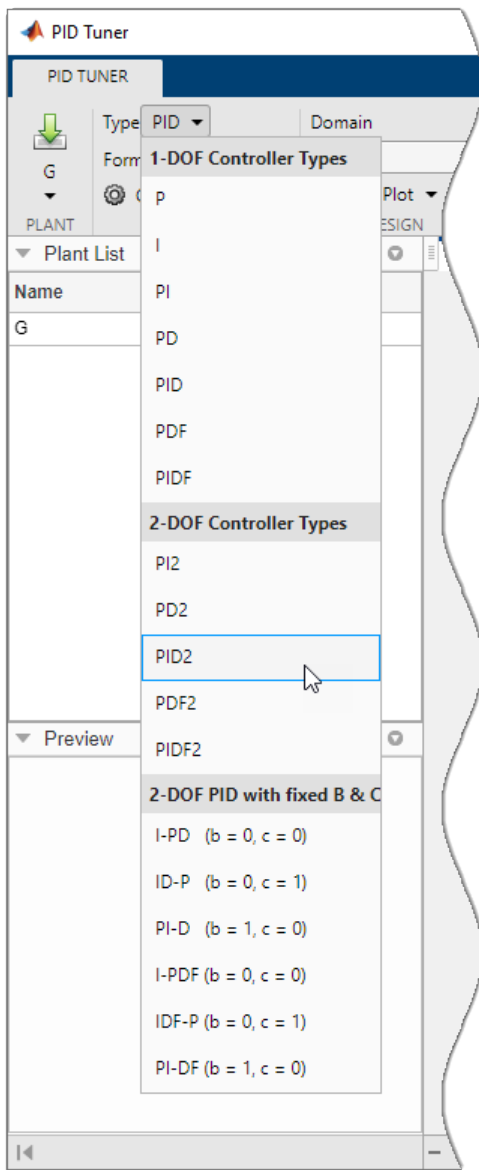 PID Tuner
PID TUNER
Type PID Domain
Form
G
Plot
PLANT
Plant List
Name
G
1-DOF Controller Types
P
I
PI
PD
PID
PDF
PIDF
2-DOF Controller Types
PI2
PD2
PID2
PDF2
PIDF2
Preview
2-DOF PID with fixed B & C
I-PD (b = 0, c = 0)
ID-P (b = 0, c = 1)
PI-D (b = 1, c = 0)
I-PDF (b = 0, c = 0)
IDF-P (b = 0, c = 1)
PI-DF (b = 1, c = 0)